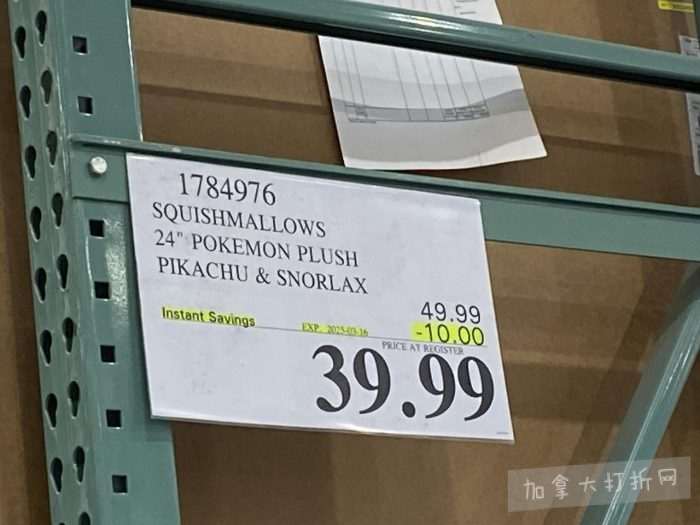 1784976
SQUISHMALLOWS
24" POKEMON PLUSH
PIKACHU & SNORLAX
49.99
Instant Savings EXP. 2025-03-16 -10.00
PRICE AT REGISTER
39.99
加拿大打折网